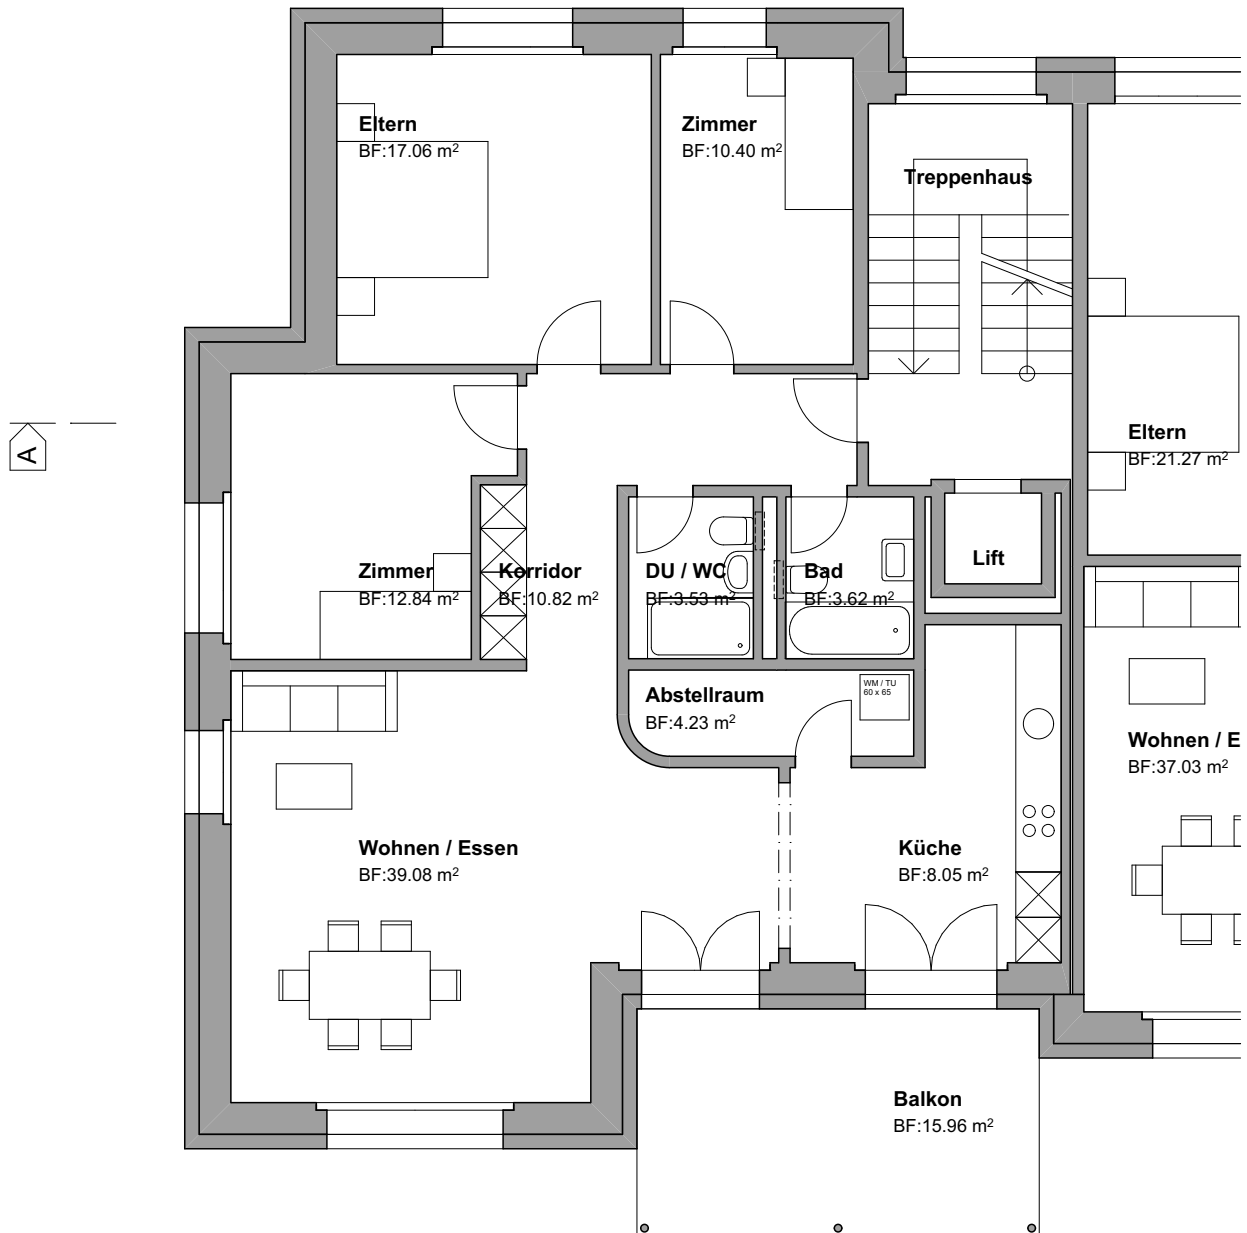 Eltern
BF:17.06 m²
Zimmer
BF:10.40 m²
Treppenhaus
A
Eltern
BF:21.27 m²
Zimmer
BF:12.84 m²
Korridor
BF:10.82 m²
DU / WC
BF:3.53 m²
Bad
BF:3.62 m²
Lift
Abstellraum
BF:4.23 m²
WM / TU
60 x 65
Wohnen / E
BF:37.03 m²
Wohnen / Essen
BF:39.08 m²
Küche
BF:8.05 m²
Balkon
BF:15.96 m²